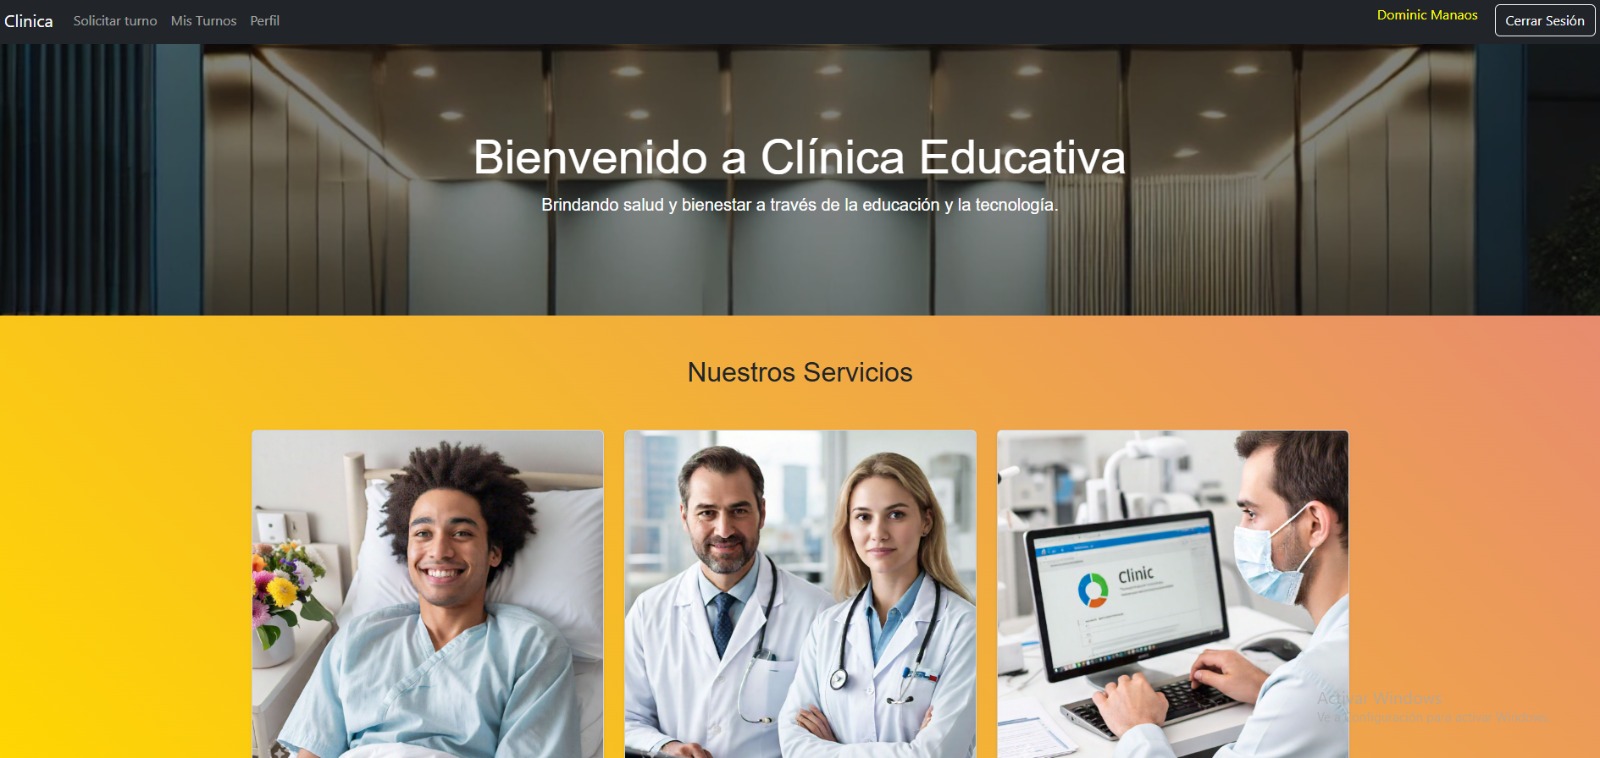 Clinica
Solicitar turno
Mis Turnos
Perfil
Dominic Manaos
Cerrar Sesión
Bienvenido a Clínica Educativa
Brindando salud y bienestar a través de la educación y la tecnología.
Nuestros Servicios
Clinic
Activar Windows
Ve a Configuración para activar Windows.